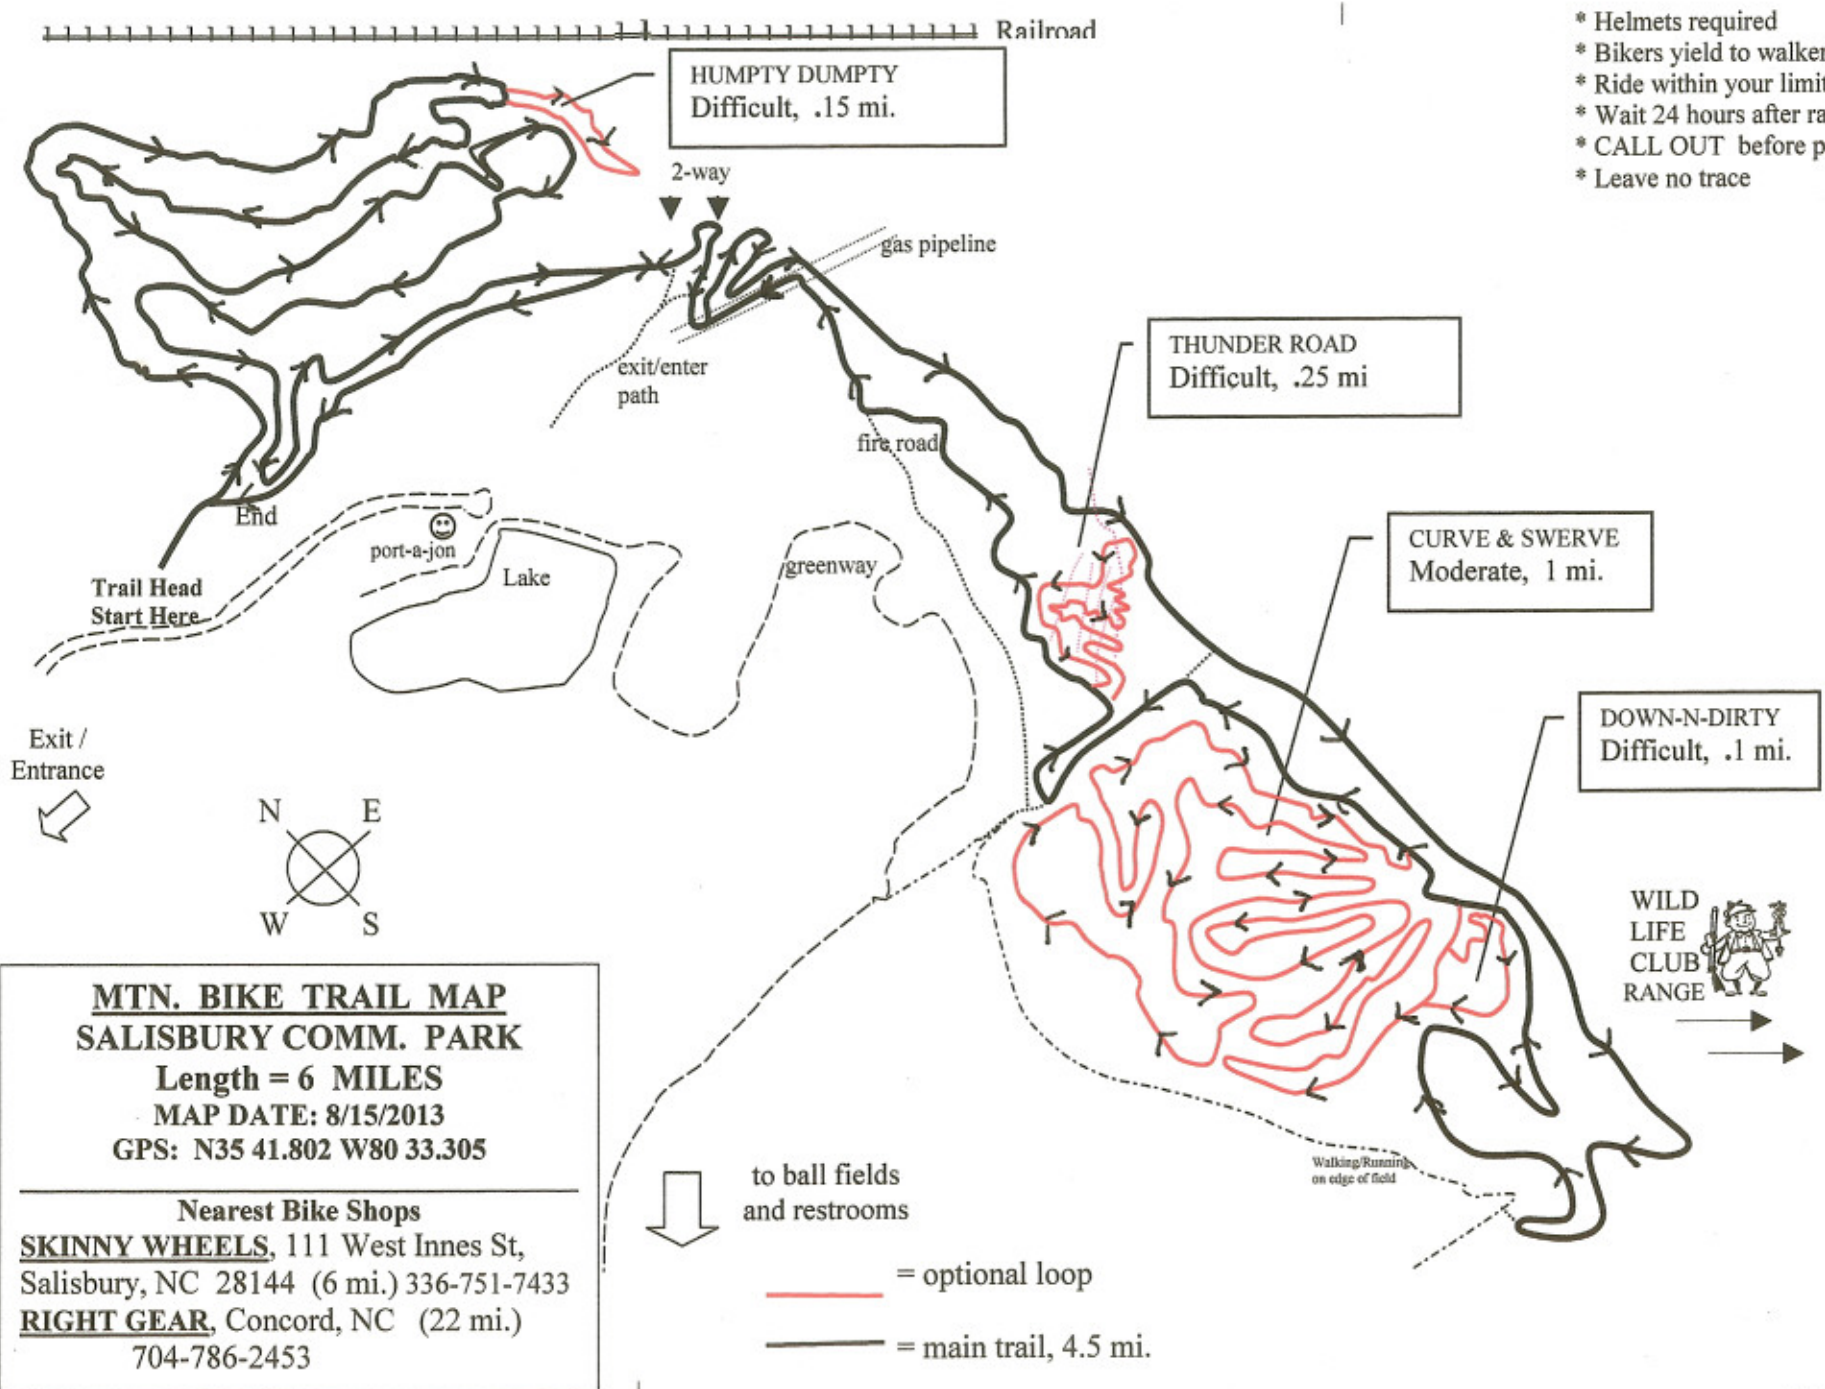 Railroad
* Helmets required
* Bikers yield to walker
* Ride within your limit
* Wait 24 hours after ra
* CALL OUT before p
* Leave no trace
HUMPTY DUMPTY
Difficult, .15 mi.
2-way
gas pipeline
exit/enter
path
THUNDER ROAD
Difficult, .25 mi
fire road
End
port-a-jon
Lake
greenway
Trail Head
Start Here
CURVE & SWERVE
Moderate, 1 mi.
DOWN-N-DIRTY
Difficult, .1 mi.
Exit /
Entrance
N E
W S
WILD
LIFE
CLUB
RANGE
MTN. BIKE TRAIL MAP
SALISBURY COMM. PARK
Length = 6 MILES
MAP DATE: 8/15/2013
GPS: N35 41.802 W80 33.305
Nearest Bike Shops
SKINNY WHEELS, 111 West Innes St,
Salisbury, NC 28144 (6 mi.) 336-751-7433
RIGHT GEAR, Concord, NC (22 mi.)
704-786-2453
Walking/Running
on edge of field
to ball fields
and restrooms
= optional loop
= main trail, 4.5 mi.